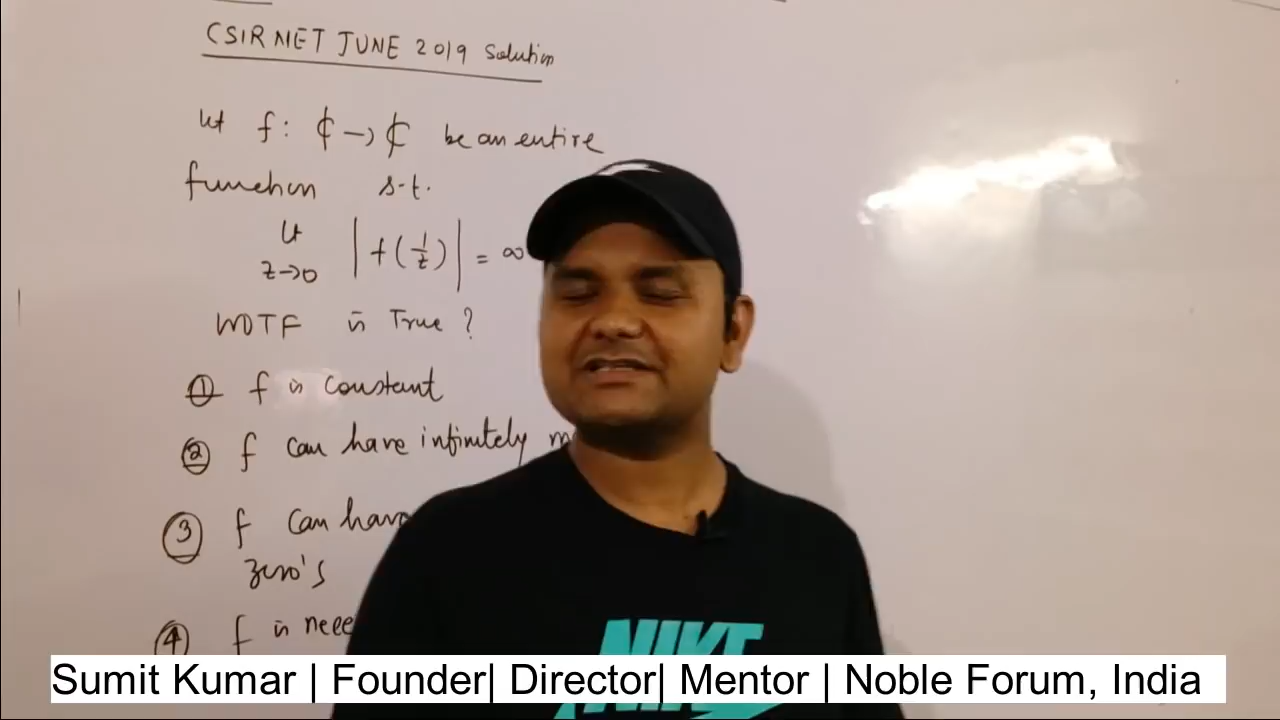 CSIR NET JUNE 2019 Solution
let f: ℂ → ℂ be an entire
function s.t.
lt z→0 |f(1/z)| = ∞
WOTF is True ?
① f is constant
② f can have infinitely
③ f can have
zero's
④ f is
NIKE
Sumit Kumar | Founder| Director| Mentor | Noble Forum, India